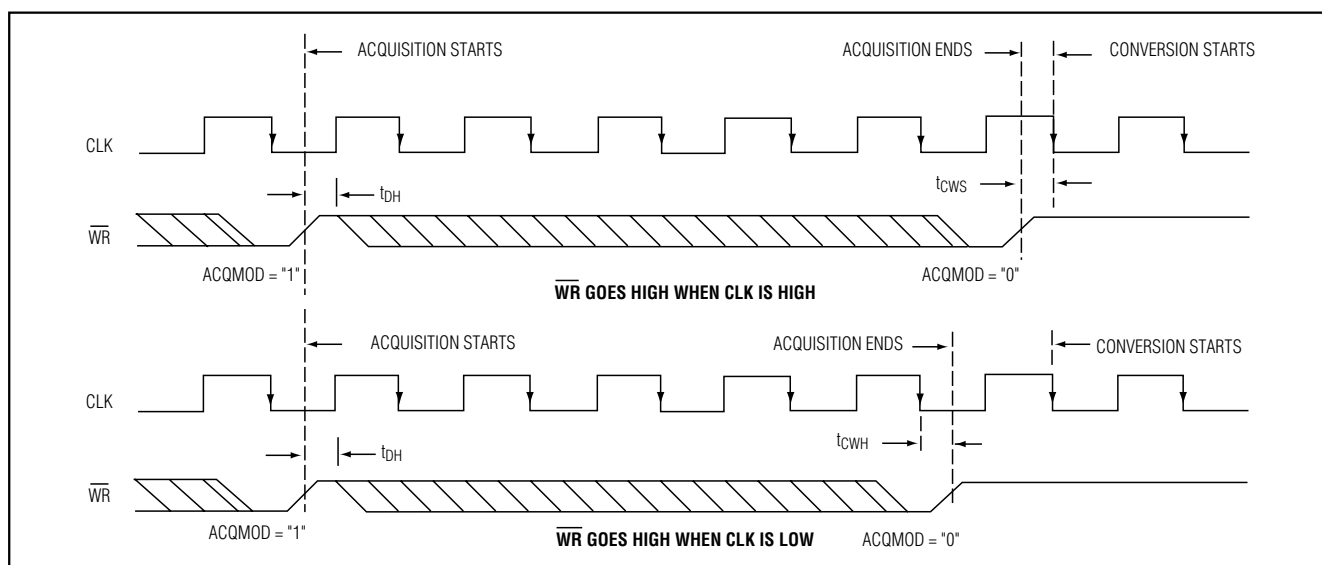 ACQUISITION STARTS
ACQUISITION ENDS
CONVERSION STARTS
CLK
tDH
tCWS
WR
ACQMOD = "1"
ACQMOD = "0"
WR GOES HIGH WHEN CLK IS HIGH
ACQUISITION STARTS
ACQUISITION ENDS
CONVERSION STARTS
CLK
tDH
tCWH
WR
ACQMOD = "1"
WR GOES HIGH WHEN CLK IS LOW
ACQMOD = "0"